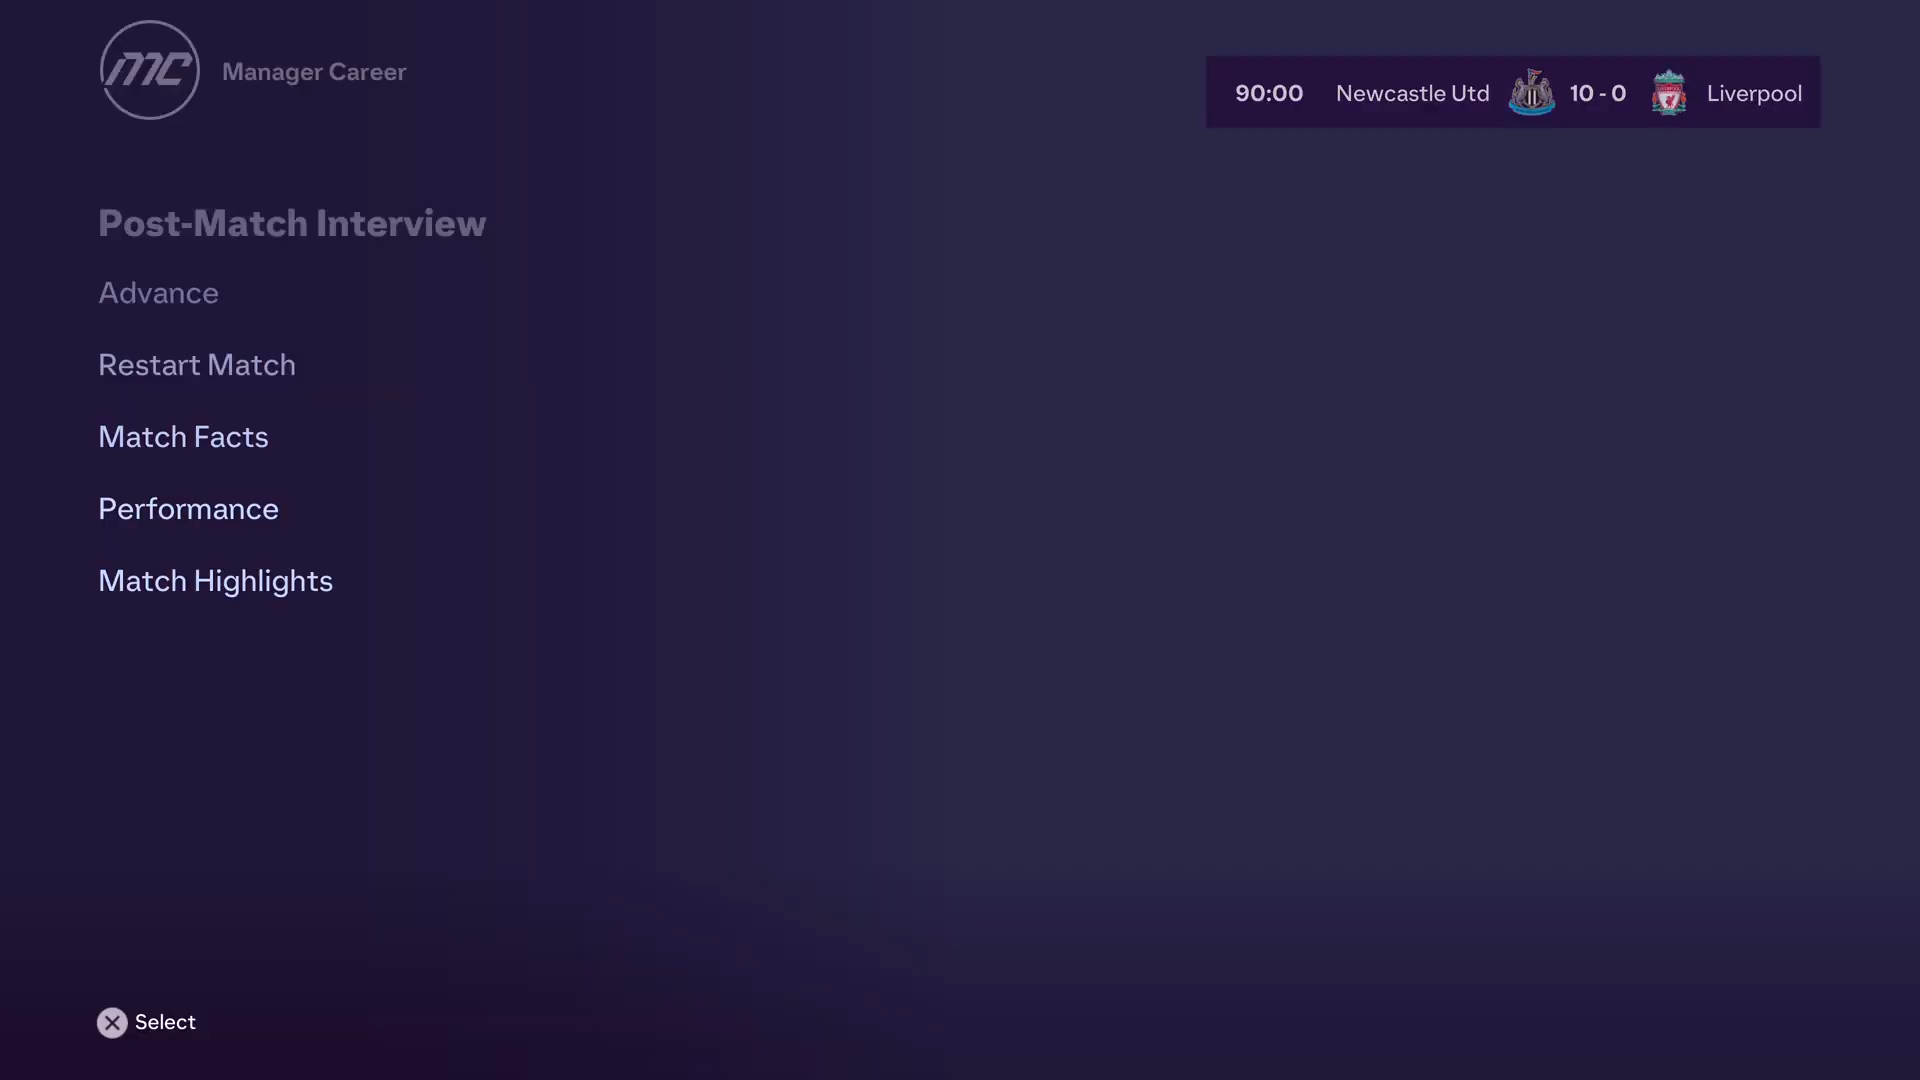 MC Manager Career
90:00 Newcastle Utd 10 - 0 Liverpool
Post-Match Interview
Advance
Restart Match
Match Facts
Performance
Match Highlights
Select